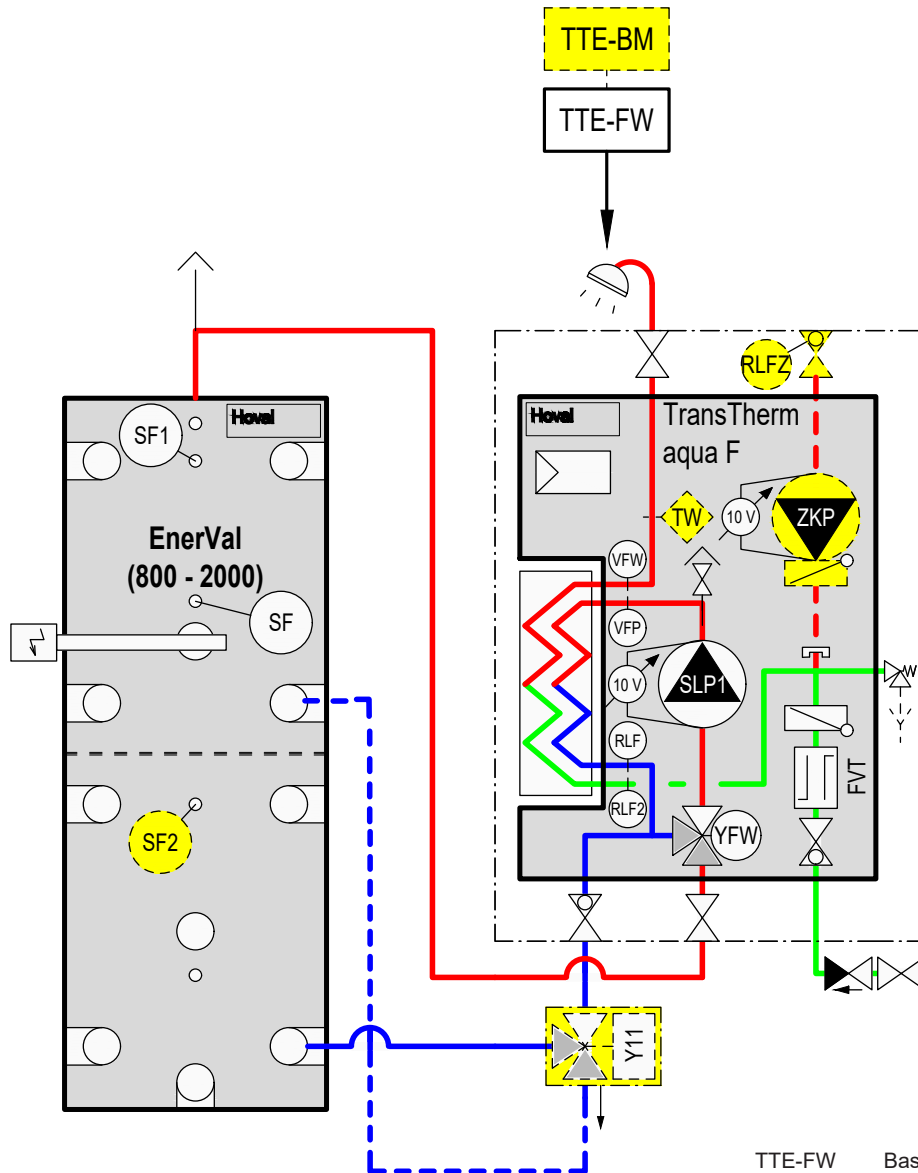 TTE-BM
TTE-FW
RLFZ
Hoval
SF1
EnerVal
(800 - 2000)
SF
SF2
Hoval
TransTherm
aqua F
TW
10 V
ZKP
VFW
VFP
10 V
SLP1
RLF
RLF2
YFW
FVT
Y11
TTE-FW Bas